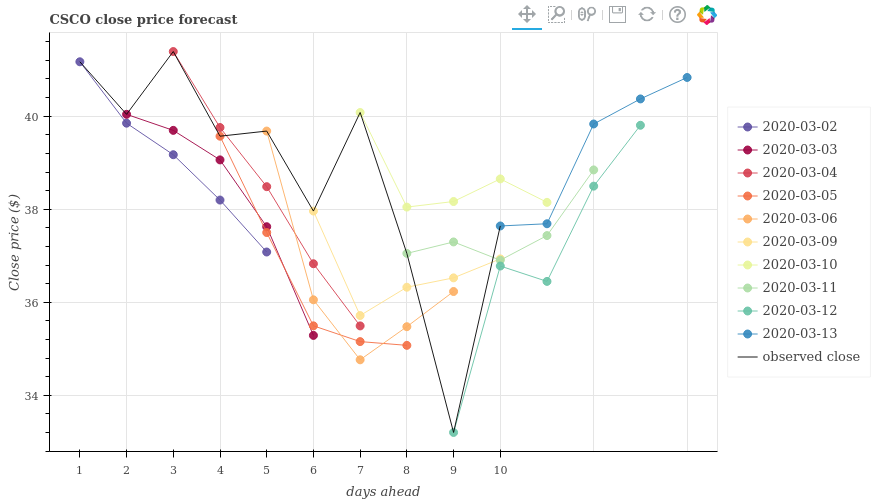 CSCO close price forecast
40
38
36
34
Close price ($)
1 2 3 4 5 6 7 8 9 10
days ahead
2020-03-02
2020-03-03
2020-03-04
2020-03-05
2020-03-06
2020-03-09
2020-03-10
2020-03-11
2020-03-12
2020-03-13
observed close